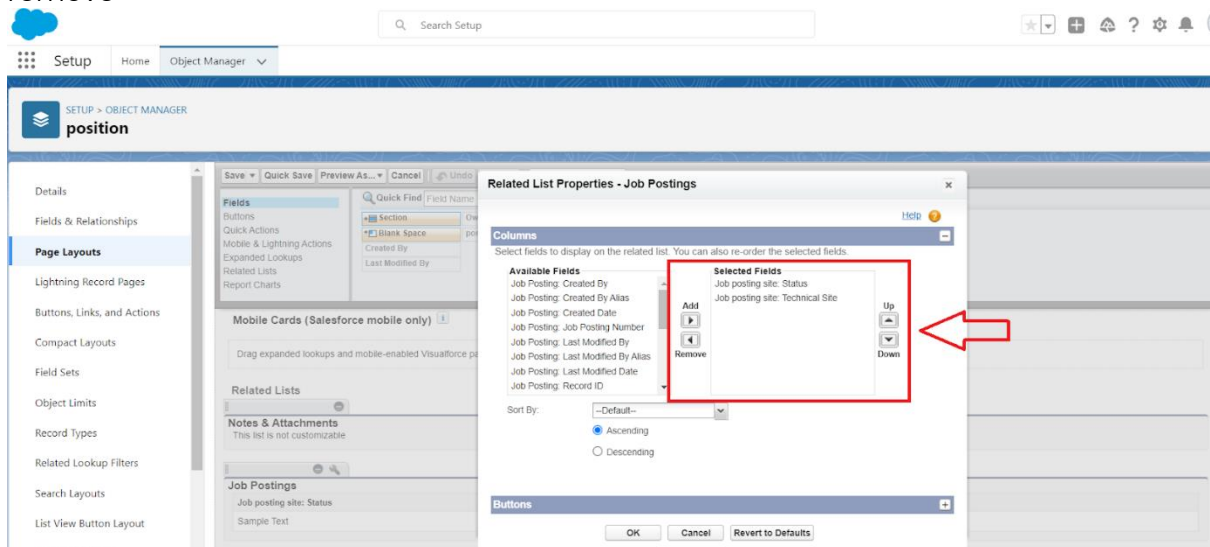 remove
Search Setup
Setup
Home
Object Manager
SETUP > OBJECT MANAGER
position
Details
Fields & Relationships
Page Layouts
Lightning Record Pages
Buttons, Links, and Actions
Compact Layouts
Field Sets
Object Limits
Record Types
Related Lookup Filters
Search Layouts
List View Button Layout
Save Quick Save Preview As... Cancel Undo
Fields
Buttons
Quick Actions
Mobile & Lightning Actions
Expanded Lookups
Related Lists
Report Charts
Quick Find Field Name
Section
Blank Space
Created By
Last Modified By
Mobile Cards (Salesforce mobile only)
Drag expanded lookups and mobile-enabled Visualforce pa
Related Lists
Notes & Attachments
This list is not customizable
Job Postings
Job posting site: Status
Sample Text
Related List Properties - Job Postings
Help
Columns
Select fields to display on the related list. You can also re-order the selected fields.
Available Fields
Job Posting: Created By
Job Posting: Created By Alias
Job Posting: Created Date
Job Posting: Job Posting Number
Job Posting: Last Modified By
Job Posting: Last Modified By Alias
Job Posting: Last Modified Date
Job Posting: Record ID
Add
Remove
Selected Fields
Job posting site: Status
Job posting site: Technical Site
Up
Down
Sort By: --Default--
Ascending
Descending
Buttons
OK Cancel Revert to Defaults